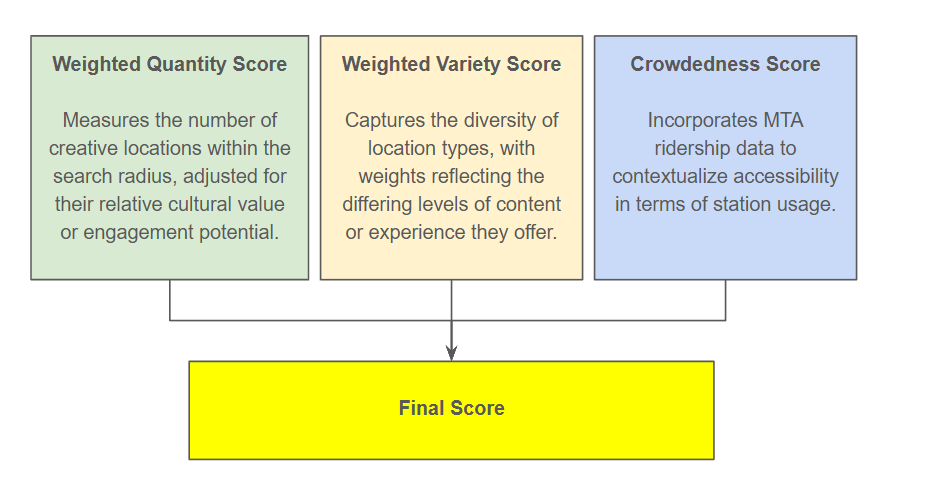 Weighted Quantity Score
Measures the number of
creative locations within the
search radius, adjusted for
their relative cultural value
or engagement potential.
Weighted Variety Score
Captures the diversity of
location types, with
weights reflecting the
differing levels of content
or experience they offer.
Crowdedness Score
Incorporates MTA
ridership data to
contextualize accessibility
in terms of station usage.
Final Score